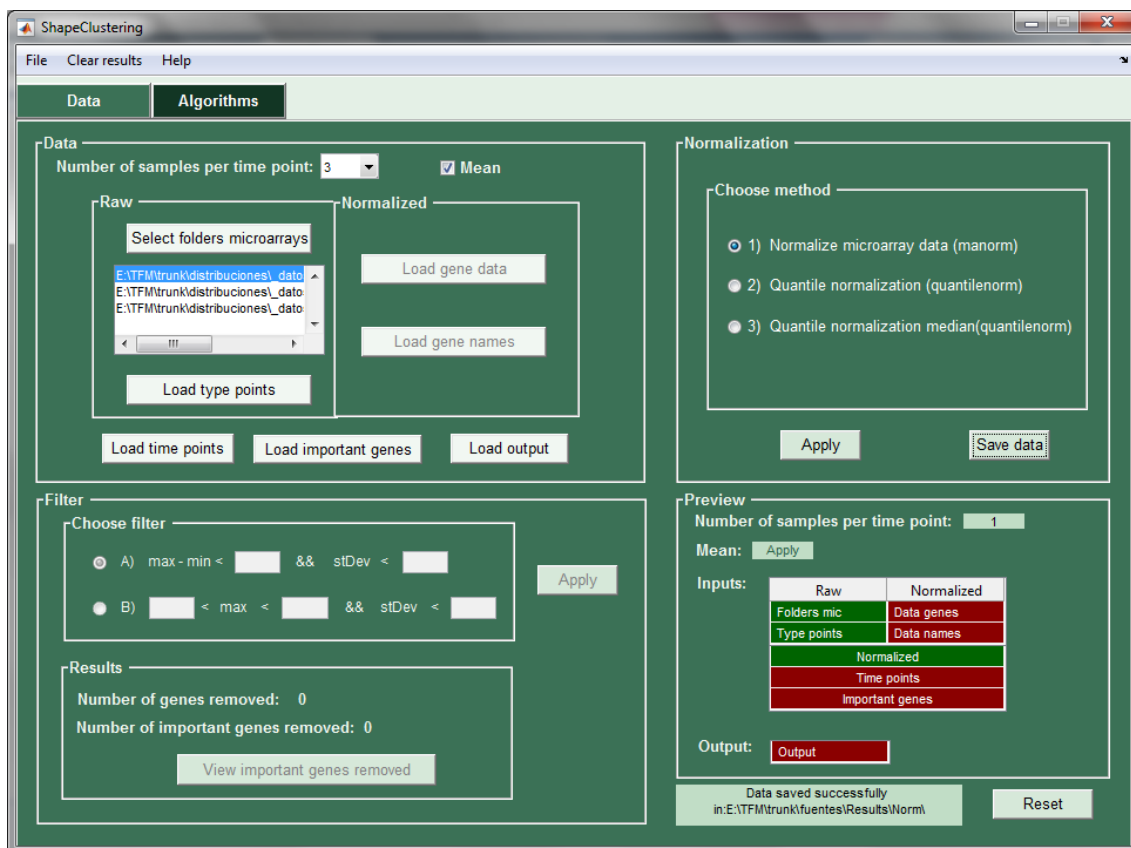 ShapeClustering
File Clear results Help
Data Algorithms
Data
Number of samples per time point: 3 Mean
Raw
Select folders microarrays
E:\TFM\trunk\distribuciones\_dato
E:\TFM\trunk\distribuciones\_dato
E:\TFM\trunk\distribuciones\_dato
Load type points
Normalized
Load gene data
Load gene names
Load time points Load important genes Load output
Normalization
Choose method
1) Normalize microarray data (manorm)
2) Quantile normalization (quantilenorm)
3) Quantile normalization median(quantilenorm)
Apply Save data
Filter
Choose filter
A) max - min < && stDev <
B) < max < && stDev <
Apply
Results
Number of genes removed: 0
Number of important genes removed: 0
View important genes removed
Preview
Number of samples per time point: 1
Mean: Apply
Inputs:
Raw Normalized
Folders mic Data genes
Type points Data names
Normalized
Time points
Important genes
Output: Output
Data saved successfully
in:E:\TFM\trunk\fuentes\Results\Norm\
Reset